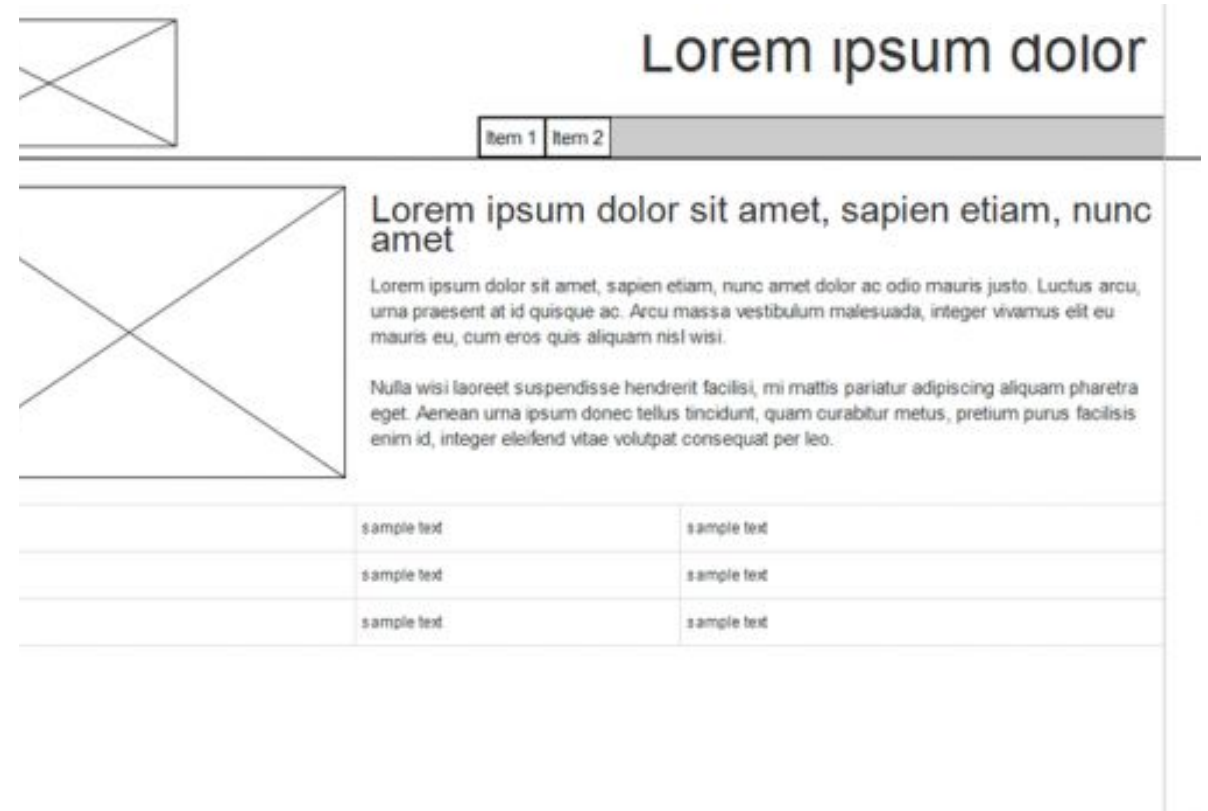 Lorem ipsum dolor
Item 1 Item 2
Lorem ipsum dolor sit amet, sapien etiam, nunc
amet
Lorem ipsum dolor sit amet, sapien etiam, nunc amet dolor ac odio mauris justo. Luctus arcu,
urna praesent at id quisque ac. Arcu massa vestibulum malesuada, integer vivamus elit eu
mauris eu, cum eros quis aliquam nisl wisi.
Nulla wisi laoreet suspendisse hendrerit facilisi, mi mattis pariatur adipiscing aliquam pharetra
eget. Aenean urna ipsum donec tellus tincidunt, quam curabitur metus, pretium purus facilisis
enim id, integer eleifend vitae volutpat consequat per leo.
sample text sample text
sample text sample text
sample text sample text